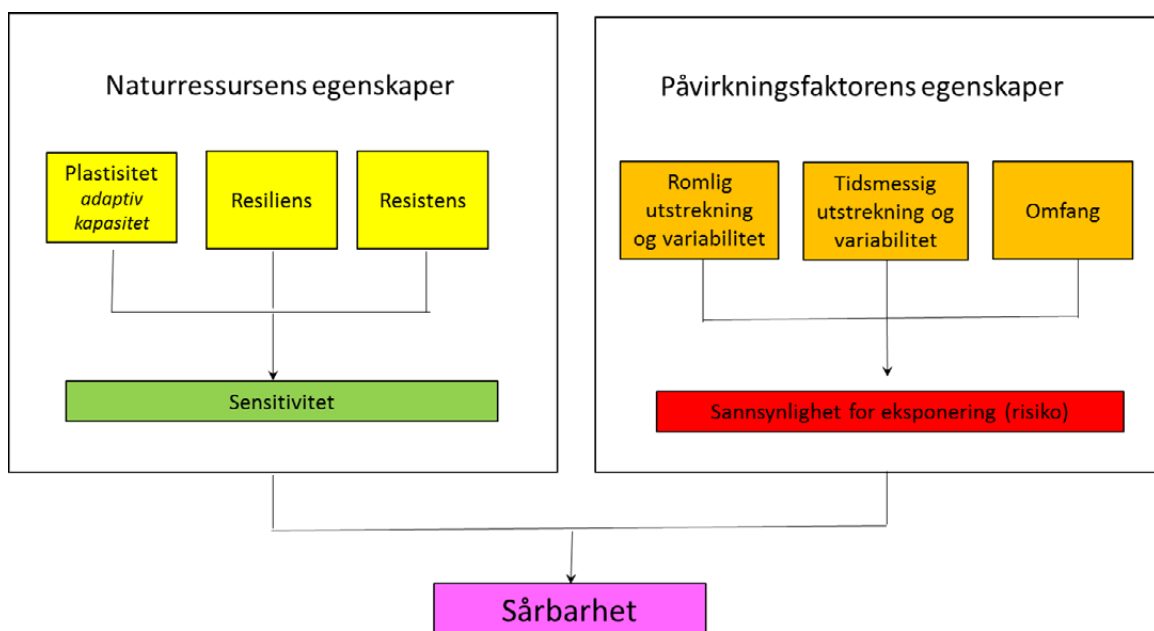 Naturressursens egenskaper
Plastisitet
adaptiv
kapasitet
Resiliens
Resistens
Sensitivitet
Påvirkningsfaktorens egenskaper
Romlig
utstrekning
og variabilitet
Tidsmessig
utstrekning og
variabilitet
Omfang
Sannsynlighet for eksponering (risiko)
Sårbarhet